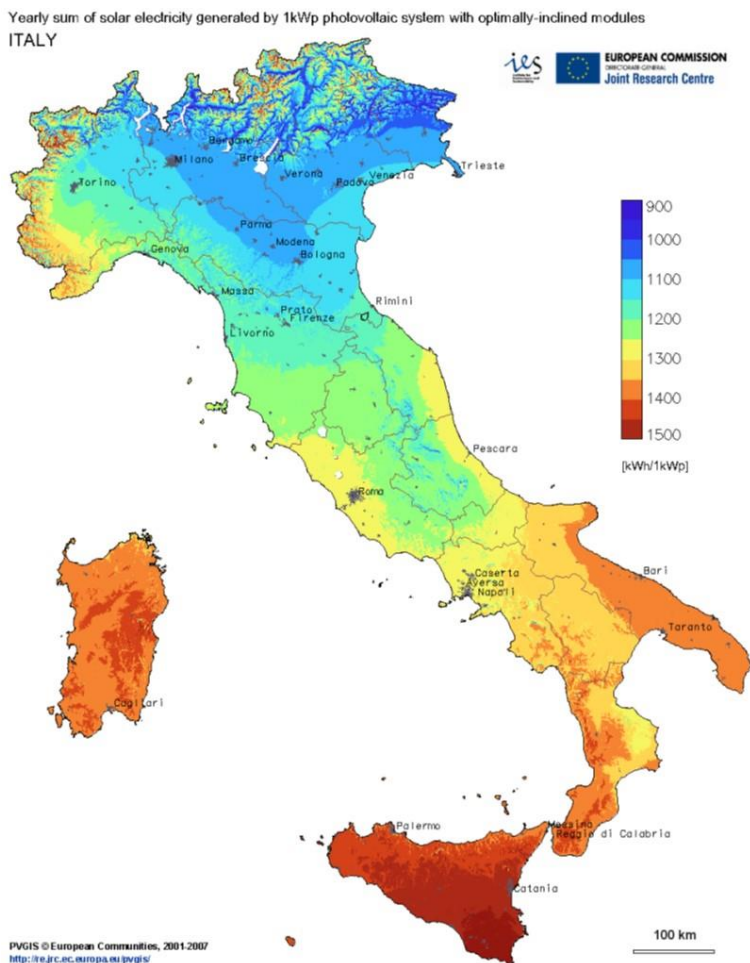 Yearly sum of solar electricity generated by 1kWp photovoltaic system with optimally-inclined modules
ITALY
ies
EUROPEAN COMMISSION
DIRECTORATE-GENERAL
Joint Research Centre
Bergamo
Milano
Brescia
Trieste
Verona
Venezia
Torino
Padova
900
1000
1100
1200
1300
1400
1500
[kWh/1kWp]
Parma
Modena
Genova
Bologna
Massa
Rimini
Prato
Firenze
Livorno
Pescara
Roma
Caserta
Aversa
Napoli
Bari
Taranto
Cagliari
Palermo
Messina
Reggio di Calabria
Catania
100 km
PVGIS © European Communities, 2001-2007
http://re.jrc.ec.europa.eu/pvgis/